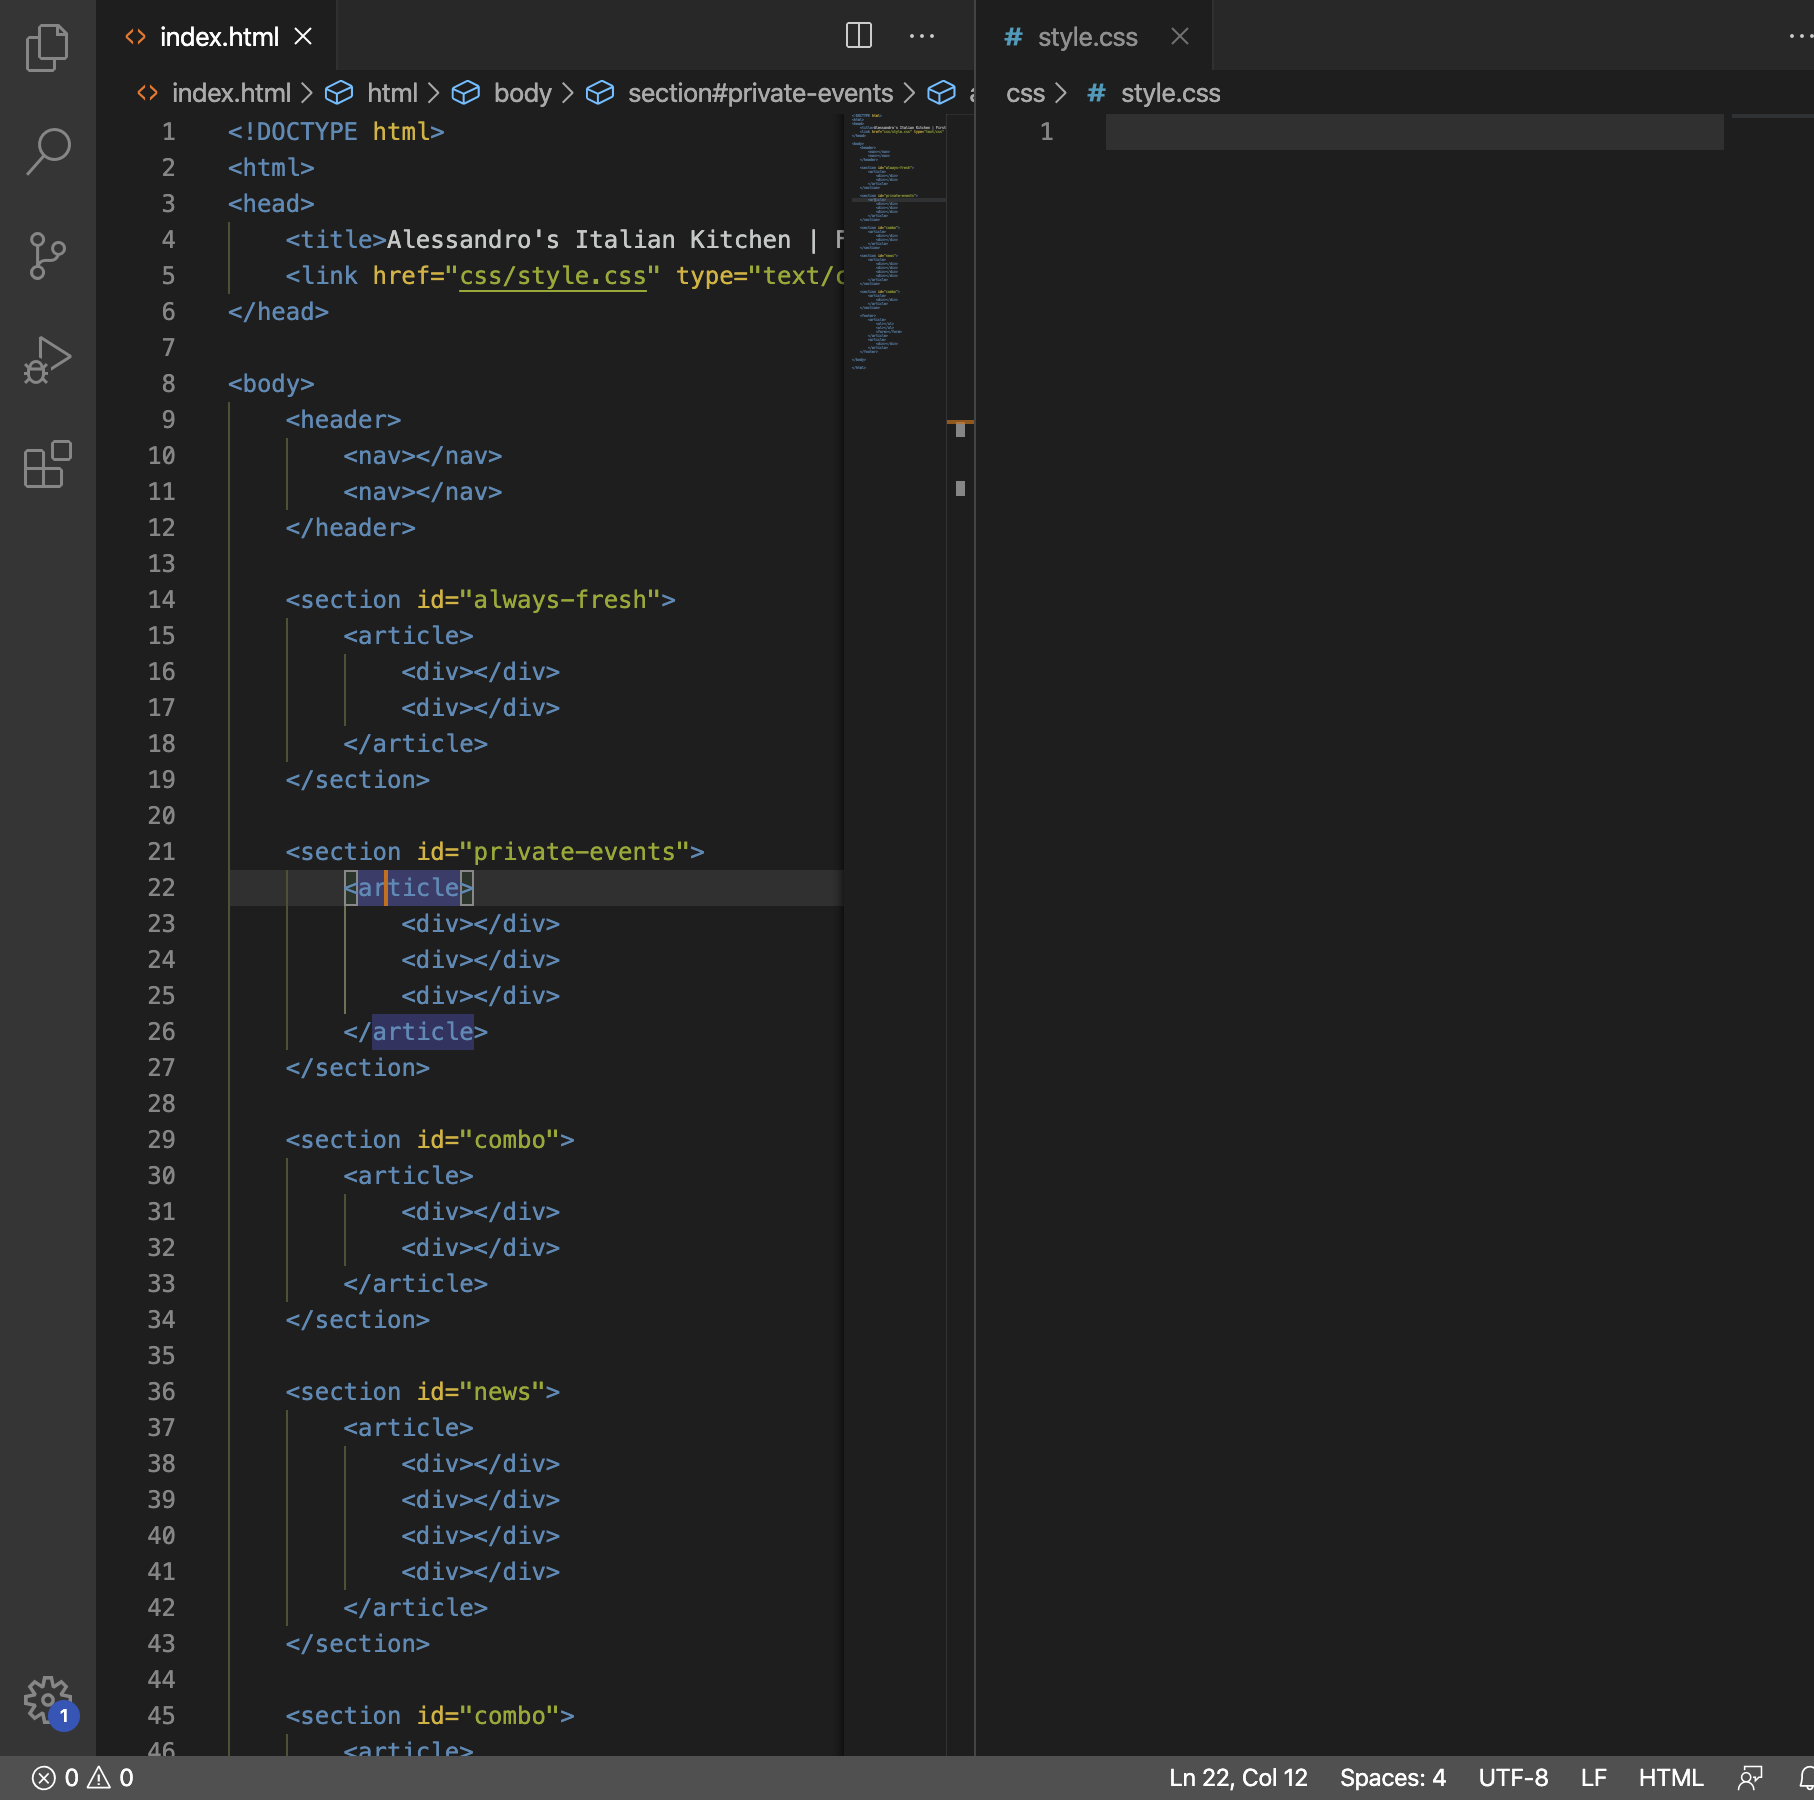 index.html
style.css
index.html > html > body > section#private-events >
css > # style.css
1 <!DOCTYPE html>
2 <html>
3 <head>
4 <title>Alessandro's Italian Kitchen |
5 <link href="css/style.css" type="text/
6 </head>
7
8 <body>
9 <header>
10 <nav></nav>
11 <nav></nav>
12 </header>
13
14 <section id="always-fresh">
15 <article>
16 <div></div>
17 <div></div>
18 </article>
19 </section>
20
21 <section id="private-events">
22 <article>
23 <div></div>
24 <div></div>
25 <div></div>
26 </article>
27 </section>
28
29 <section id="combo">
30 <article>
31 <div></div>
32 <div></div>
33 </article>
34 </section>
35
36 <section id="news">
37 <article>
38 <div></div>
39 <div></div>
40 <div></div>
41 <div></div>
42 </article>
43 </section>
44
45 <section id="combo">
46 <article>
1
1
0 0
Ln 22, Col 12 Spaces: 4 UTF-8 LF HTML